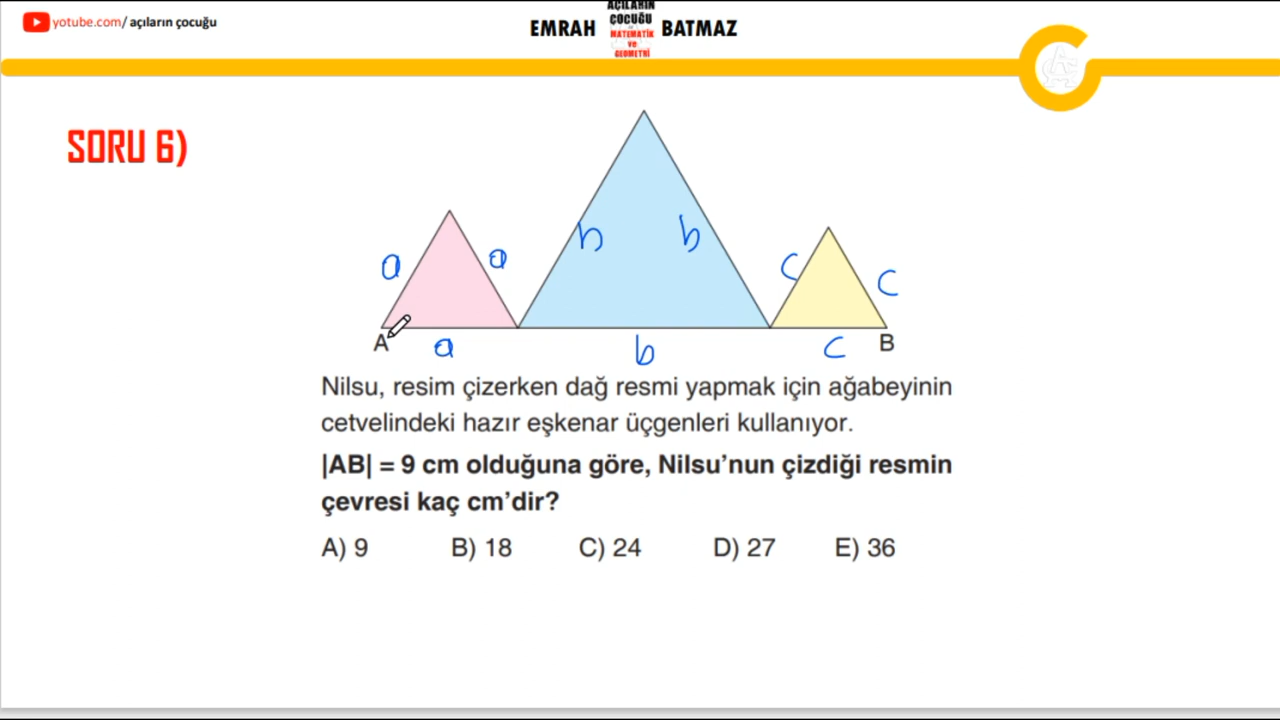 yotube.com/ açıların çocuğu
EMRAH
AÇILARIN
ÇOCUĞU
MATEMATİK
ve
GEOMETRİ
BATMAZ
SORU 6)
b
b
a
a
c
c
A
a
b
c
B
Nilsu, resim çizerken dağ resmi yapmak için ağabeyinin
cetvelindeki hazır eşkenar üçgenleri kullanıyor.
|AB| = 9 cm olduğuna göre, Nilsu’nun çizdiği resmin
çevresi kaç cm’dir?
A) 9 B) 18 C) 24 D) 27 E) 36